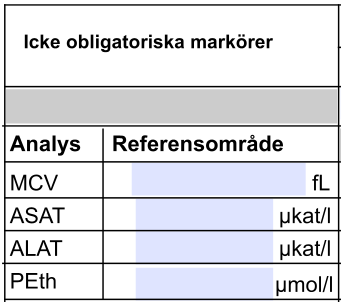 Icke obligatoriska markörer
Analys Referensområde
MCV fL
ASAT µkat/l
ALAT µkat/l
PEth µmol/l